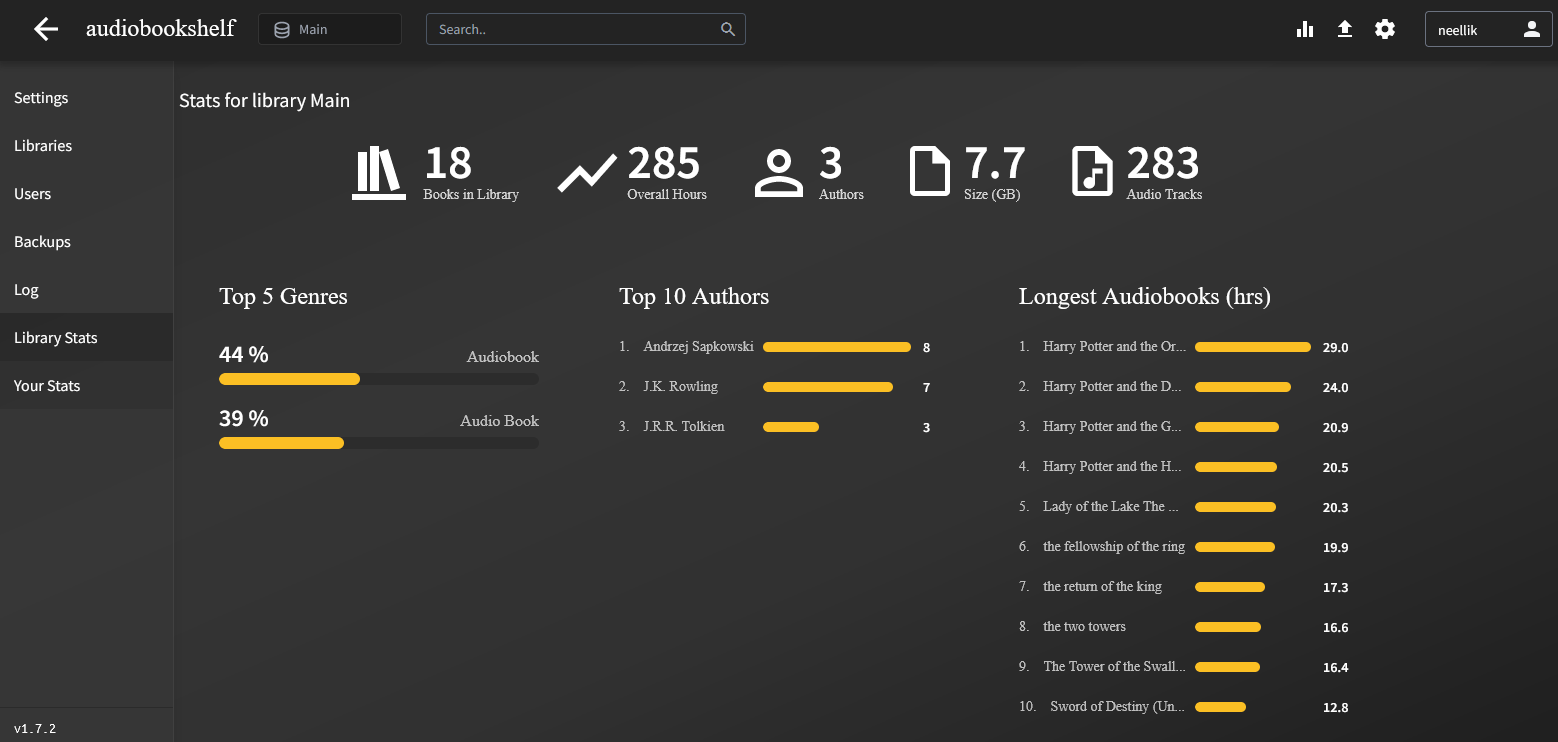 audiobookshelf
Main
Search..
neellik
Settings
Libraries
Users
Backups
Log
Library Stats
Your Stats
v1.7.2
Stats for library Main
18
Books in Library
285
Overall Hours
3
Authors
7.7
Size (GB)
283
Audio Tracks
Top 5 Genres
44 %
Audiobook
39 %
Audio Book
Top 10 Authors
1. Andrzej Sapkowski 8
2. J.K. Rowling 7
3. J.R.R. Tolkien 3
Longest Audiobooks (hrs)
1. Harry Potter and the Or... 29.0
2. Harry Potter and the D... 24.0
3. Harry Potter and the G... 20.9
4. Harry Potter and the H... 20.5
5. Lady of the Lake The ... 20.3
6. the fellowship of the ring 19.9
7. the return of the king 17.3
8. the two towers 16.6
9. The Tower of the Swall... 16.4
10. Sword of Destiny (Un... 12.8